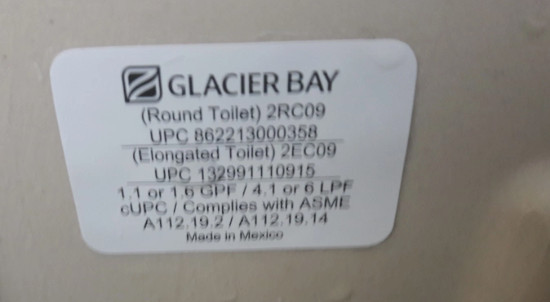 GLACIER BAY
(Round Toilet) 2RC09
UPC 862213000358
(Elongated Toilet) 2EC09
UPC 132991110915
1.1 or 1.6 GPF / 4.1 or 6 LPF
cUPC / Complies with ASME
A112.19.2 / A112.19.14
Made in Mexico